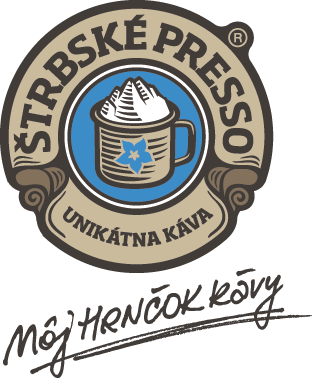 ŠTRBSKÉ PRESSO ®
UNIKÁTNA KÁVA
Môj HRNČOK KÁVY